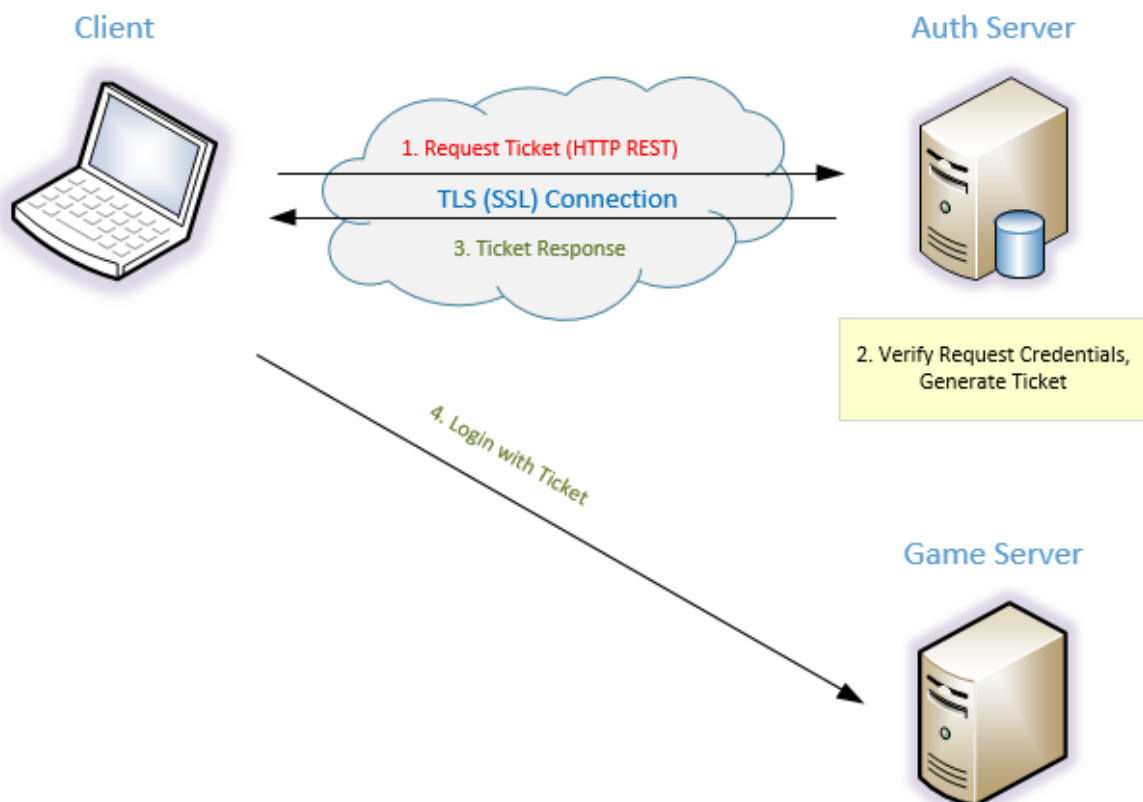 Client
Auth Server
1. Request Ticket (HTTP REST)
TLS (SSL) Connection
3. Ticket Response
2. Verify Request Credentials,
Generate Ticket
4. Login with Ticket
Game Server